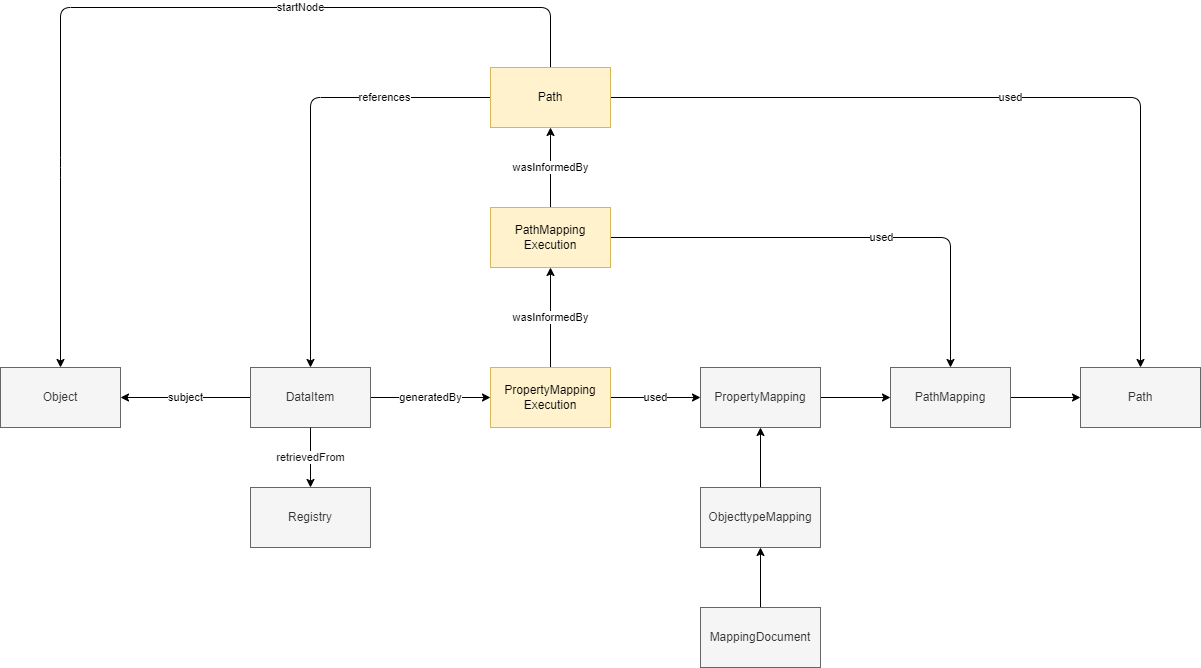 startNode
Path
references
used
wasInformedBy
PathMapping
Execution
used
wasInformedBy
Object
subject
DataItem
generatedBy
PropertyMapping
Execution
used
PropertyMapping
PathMapping
Path
retrievedFrom
Registry
ObjecttypeMapping
MappingDocument